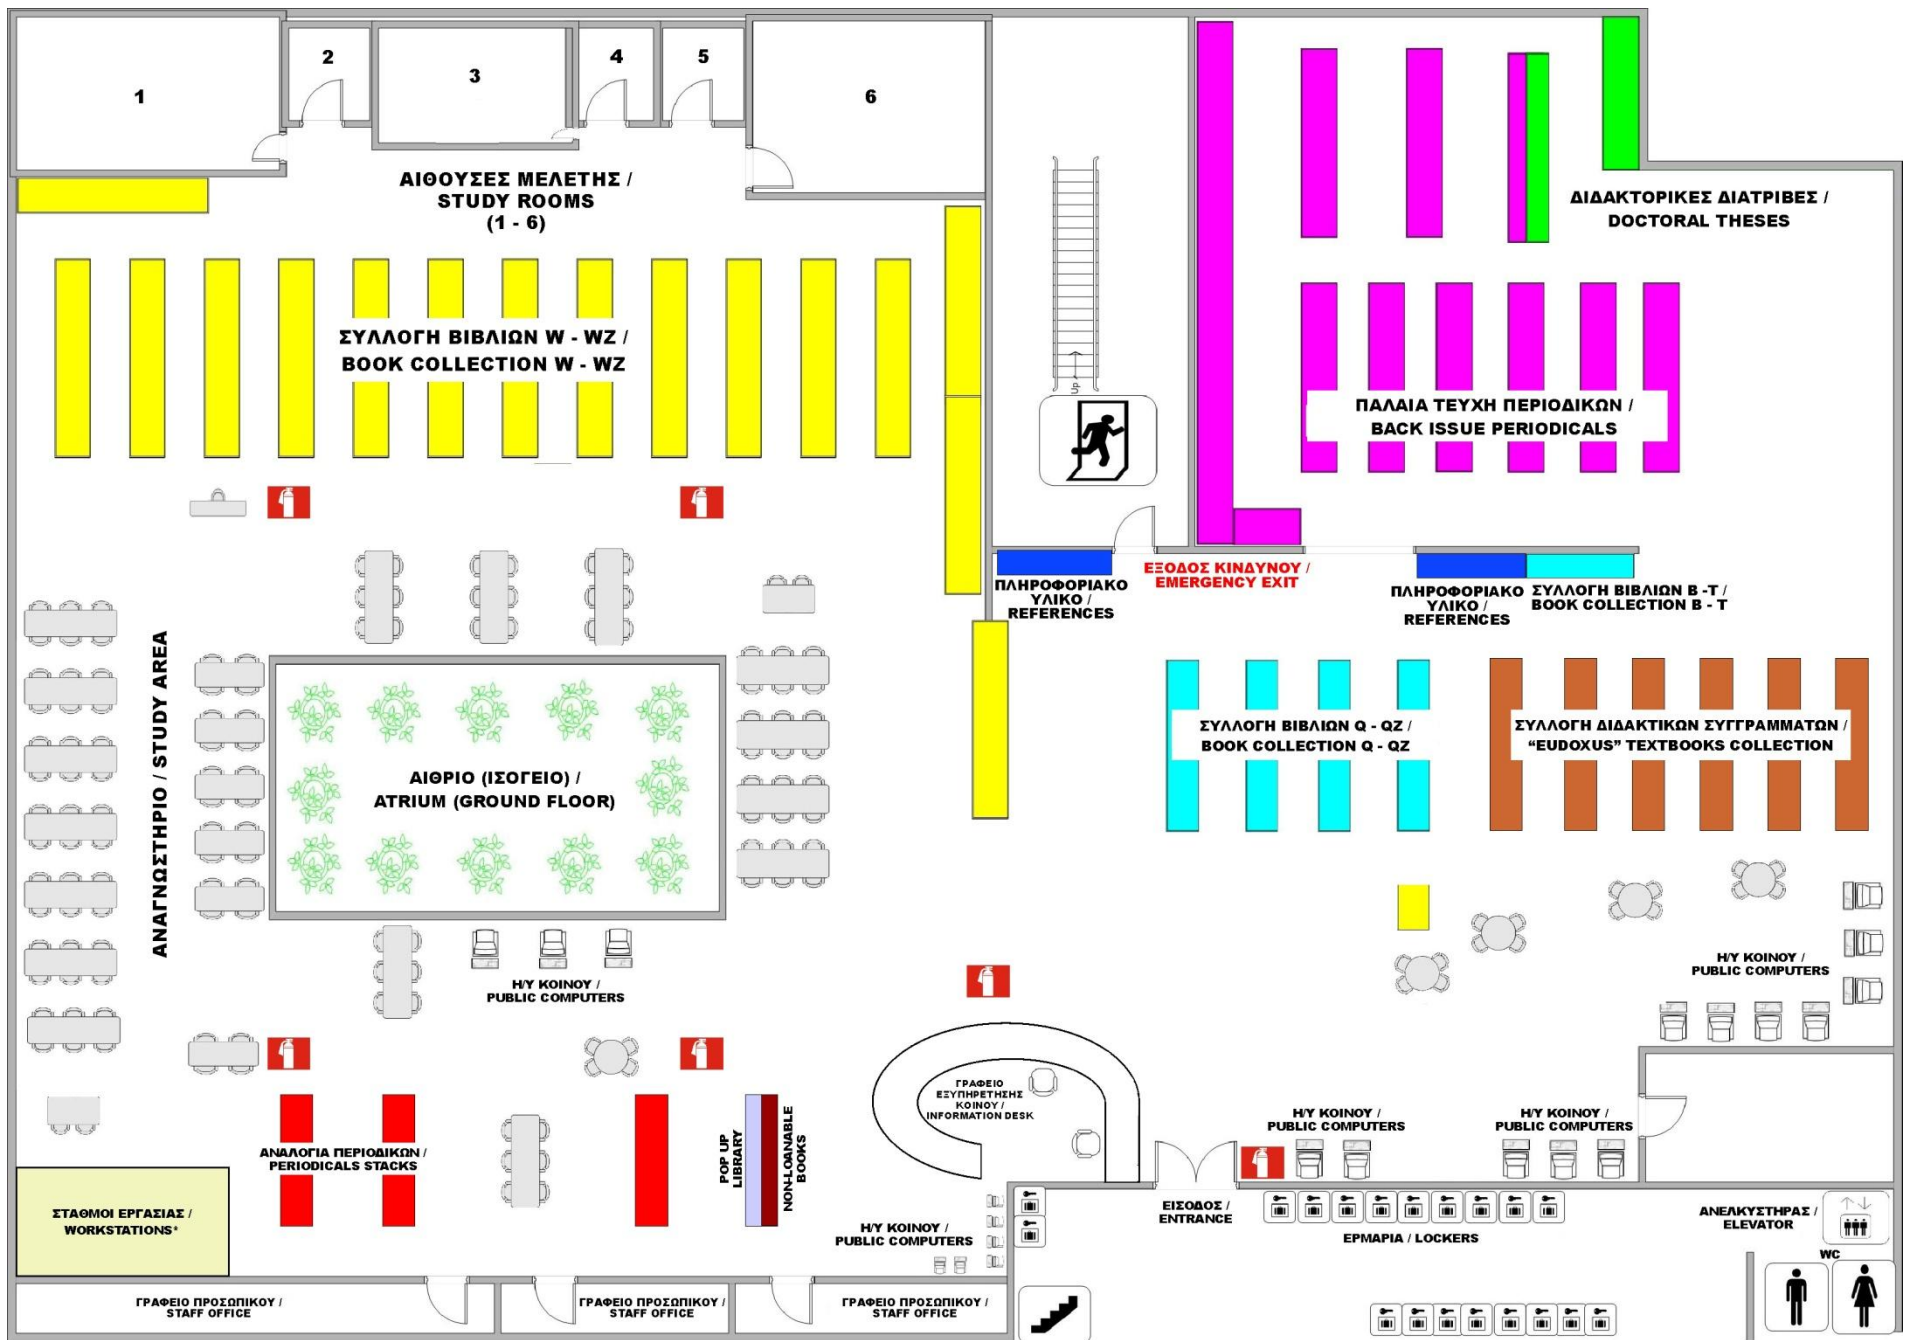 1
2
3
4
5
6
ΑΙΘΟΥΣΕΣ ΜΕΛΕΤΗΣ /
STUDY ROOMS
(1 - 6)
ΔΙΔΑΚΤΟΡΙΚΕΣ ΔΙΑΤΡΙΒΕΣ /
DOCTORAL THESES
ΣΥΛΛΟΓΗ ΒΙΒΛΙΩΝ W - WZ /
BOOK COLLECTION W - WZ
Up
ΠΑΛΑΙΑ ΤΕΥΧΗ ΠΕΡΙΟΔΙΚΩΝ /
BACK ISSUE PERIODICALS
ΠΛΗΡΟΦΟΡΙΑΚΟ
ΥΛΙΚΟ /
REFERENCES
ΕΞΟΔΟΣ ΚΙΝΔΥΝΟΥ /
EMERGENCY EXIT
ΠΛΗΡΟΦΟΡΙΑΚΟ
ΥΛΙΚΟ /
REFERENCES
ΣΥΛΛΟΓΗ ΒΙΒΛΙΩΝ B -T /
BOOK COLLECTION B - T
ΑΝΑΓΝΩΣΤΗΡΙΟ / STUDY AREA
ΑΙΘΡΙΟ (ΙΣΟΓΕΙΟ) /
ATRIUM (GROUND FLOOR)
ΣΥΛΛΟΓΗ ΒΙΒΛΙΩΝ Q - QZ /
BOOK COLLECTION Q - QZ
ΣΥΛΛΟΓΗ ΔΙΔΑΚΤΙΚΩΝ ΣΥΓΓΡΑΜΜΑΤΩΝ /
“EUDOXUS” TEXTBOOKS COLLECTION
Η/Υ ΚΟΙΝΟΥ /
PUBLIC COMPUTERS
Η/Υ ΚΟΙΝΟΥ /
PUBLIC COMPUTERS
ΓΡΑΦΕΙΟ
ΕΞΥΠΗΡΕΤΗΣΗΣ
ΚΟΙΝΟΥ /
INFORMATION DESK
Η/Υ ΚΟΙΝΟΥ /
PUBLIC COMPUTERS
Η/Υ ΚΟΙΝΟΥ /
PUBLIC COMPUTERS
ΑΝΑΛΟΓΙΑ ΠΕΡΙΟΔΙΚΩΝ /
PERIODICALS STACKS
POP UP
LIBRARY
NON-LOANABLE
BOOKS
ΣΤΑΘΜΟΙ ΕΡΓΑΣΙΑΣ /
WORKSTATIONS*
Η/Υ ΚΟΙΝΟΥ /
PUBLIC COMPUTERS
ΕΙΣΟΔΟΣ /
ENTRANCE
ΕΡΜΑΡΙΑ / LOCKERS
ΑΝΕΛΚΥΣΤΗΡΑΣ /
ELEVATOR
WC
ΓΡΑΦΕΙΟ ΠΡΟΣΩΠΙΚΟΥ /
STAFF OFFICE
ΓΡΑΦΕΙΟ ΠΡΟΣΩΠΙΚΟΥ /
STAFF OFFICE
ΓΡΑΦΕΙΟ ΠΡΟΣΩΠΙΚΟΥ /
STAFF OFFICE